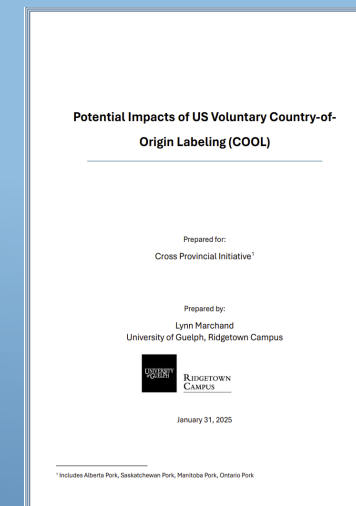 Potential Impacts of US Voluntary Country-of-
Origin Labeling (COOL)
Prepared for:
Cross Provincial Initiative¹
Prepared by:
Lynn Marchand
University of Guelph, Ridgetown Campus
UNIVERSITY
of GUELPH
RIDGETOWN
CAMPUS
January 31, 2025
¹ Includes Alberta Pork, Saskatchewan Pork, Manitoba Pork, Ontario Pork